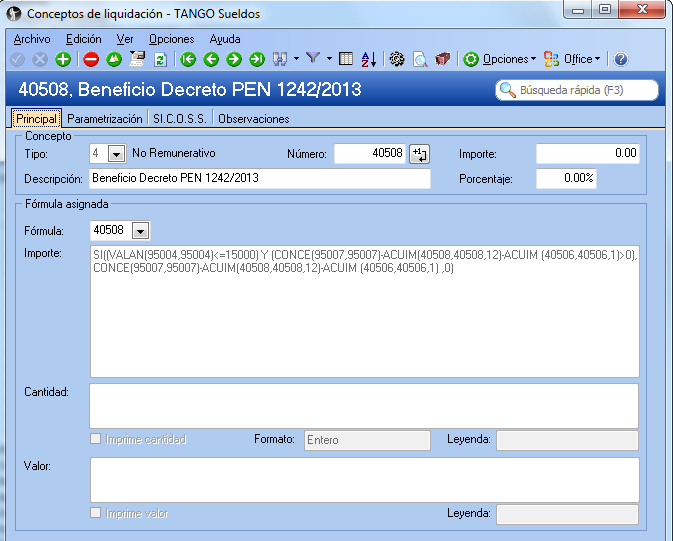 Conceptos de liquidación - TANGO Sueldos
Archivo Edición Ver Opciones Ayuda
Opciones Office
40508, Beneficio Decreto PEN 1242/2013
Búsqueda rápida (F3)
Principal Parametrización S.I.C.O.S.S. Observaciones
Concepto
Tipo: 4 No Remunerativo Número: 40508 +1 Importe: 0.00
Descripción: Beneficio Decreto PEN 1242/2013 Porcentaje: 0.00%
Fórmula asignada
Fórmula: 40508
Importe: SI((VALAN(95004,95004)<=15000) Y (CONCE(95007,95007)-ACUIM(40508,40508,12)-ACUIM (40506,40506,1)>0),
CONCE(95007,95007)-ACUIM(40508,40508,12)-ACUIM (40506,40506,1) ,0)
Cantidad:
Imprime cantidad Formato: Entero Leyenda:
Valor:
Imprime valor Leyenda: